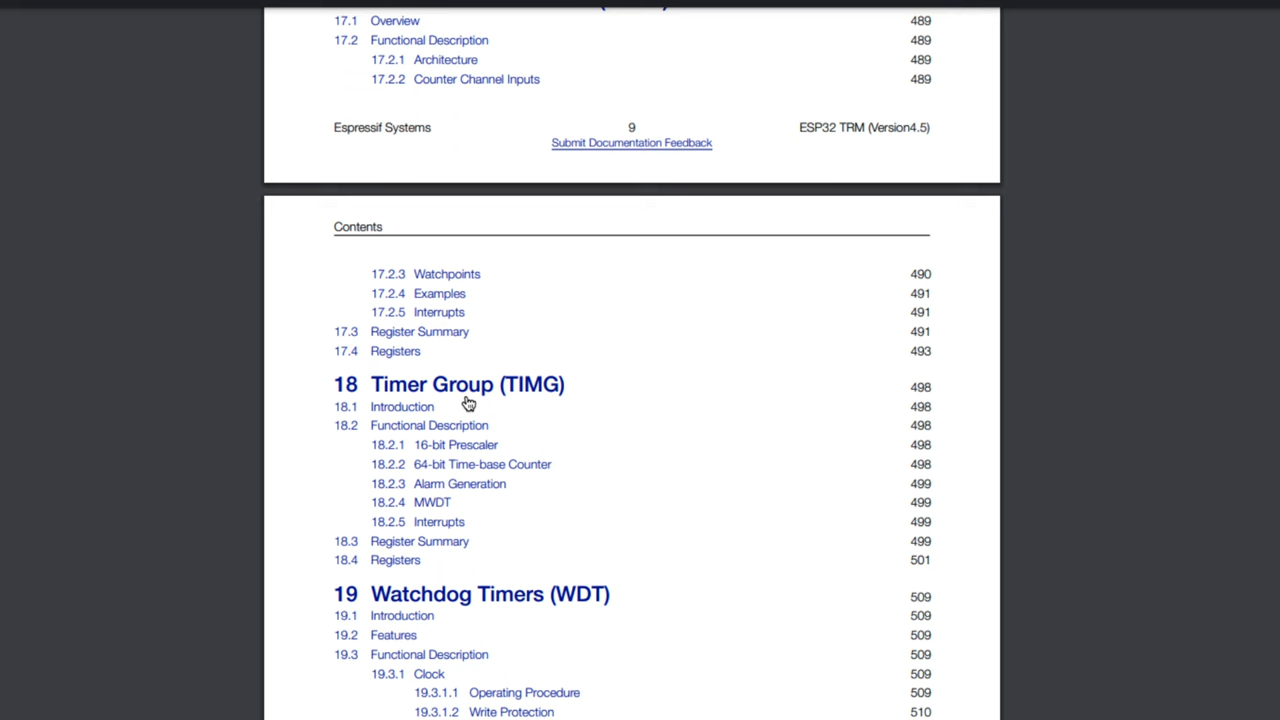 17.1 Overview 489
17.2 Functional Description 489
17.2.1 Architecture 489
17.2.2 Counter Channel Inputs 489
Espressif Systems 9 ESP32 TRM (Version4.5)
Submit Documentation Feedback
Contents
17.2.3 Watchpoints 490
17.2.4 Examples 491
17.2.5 Interrupts 491
17.3 Register Summary 491
17.4 Registers 493
18 Timer Group (TIMG) 498
18.1 Introduction 498
18.2 Functional Description 498
18.2.1 16-bit Prescaler 498
18.2.2 64-bit Time-base Counter 498
18.2.3 Alarm Generation 499
18.2.4 MWDT 499
18.2.5 Interrupts 499
18.3 Register Summary 499
18.4 Registers 501
19 Watchdog Timers (WDT) 509
19.1 Introduction 509
19.2 Features 509
19.3 Functional Description 509
19.3.1 Clock 509
19.3.1.1 Operating Procedure 509
19.3.1.2 Write Protection 510